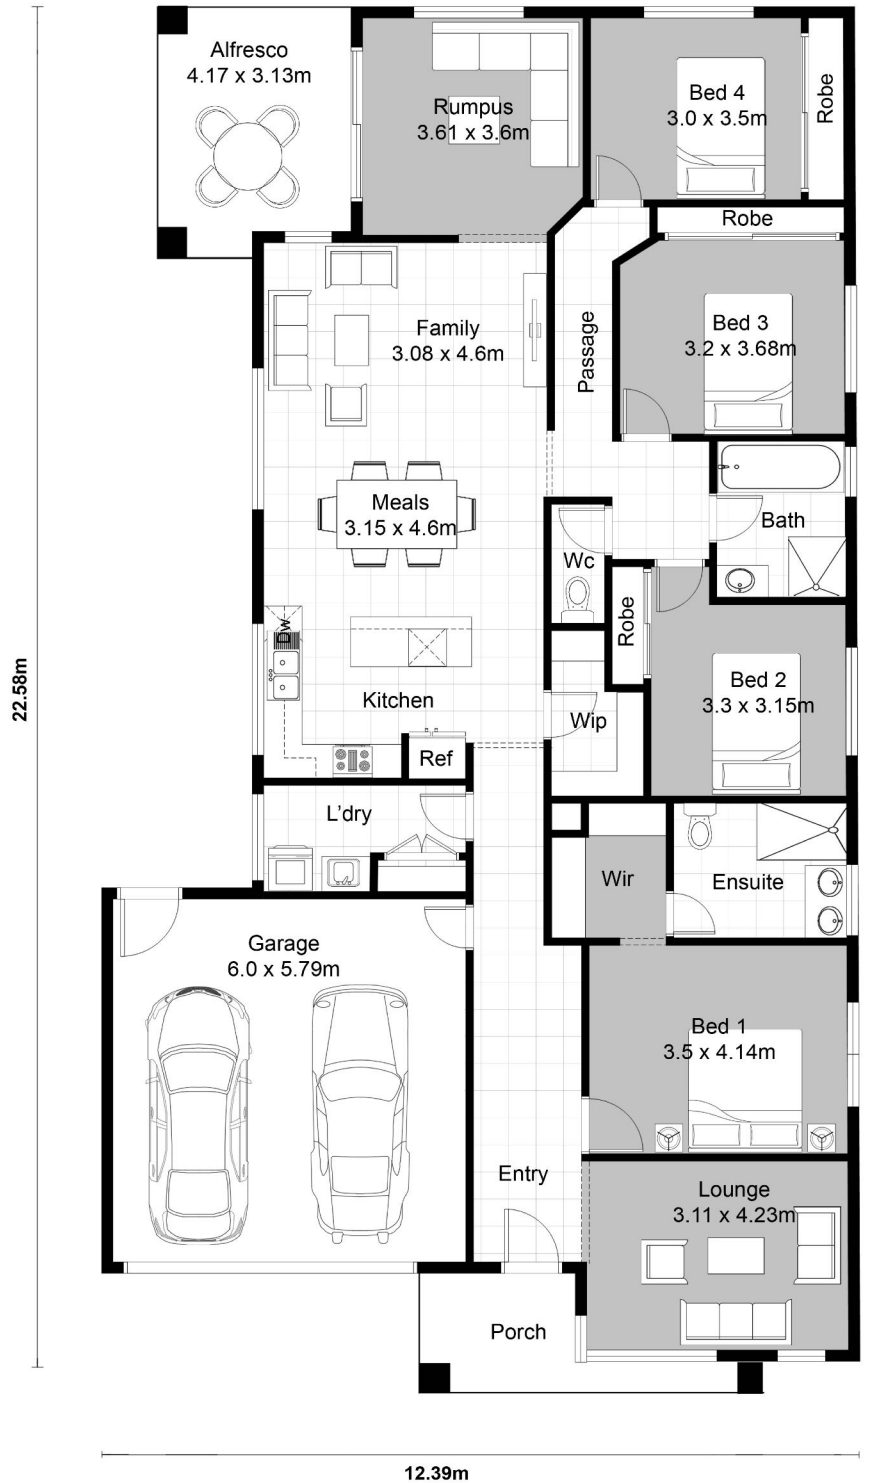 Alfresco
4.17 x 3.13m
Rumpus
3.61 x 3.6m
Bed 4
3.0 x 3.5m
Robe
Robe
Family
3.08 x 4.6m
Passage
Bed 3
3.2 x 3.68m
Meals
3.15 x 4.6m
Bath
Wc
Robe
Dw
Kitchen
Bed 2
3.3 x 3.15m
Wip
Ref
22.58m
L'dry
Wir
Ensuite
Garage
6.0 x 5.79m
Bed 1
3.5 x 4.14m
Entry
Lounge
3.11 x 4.23m
Porch
12.39m